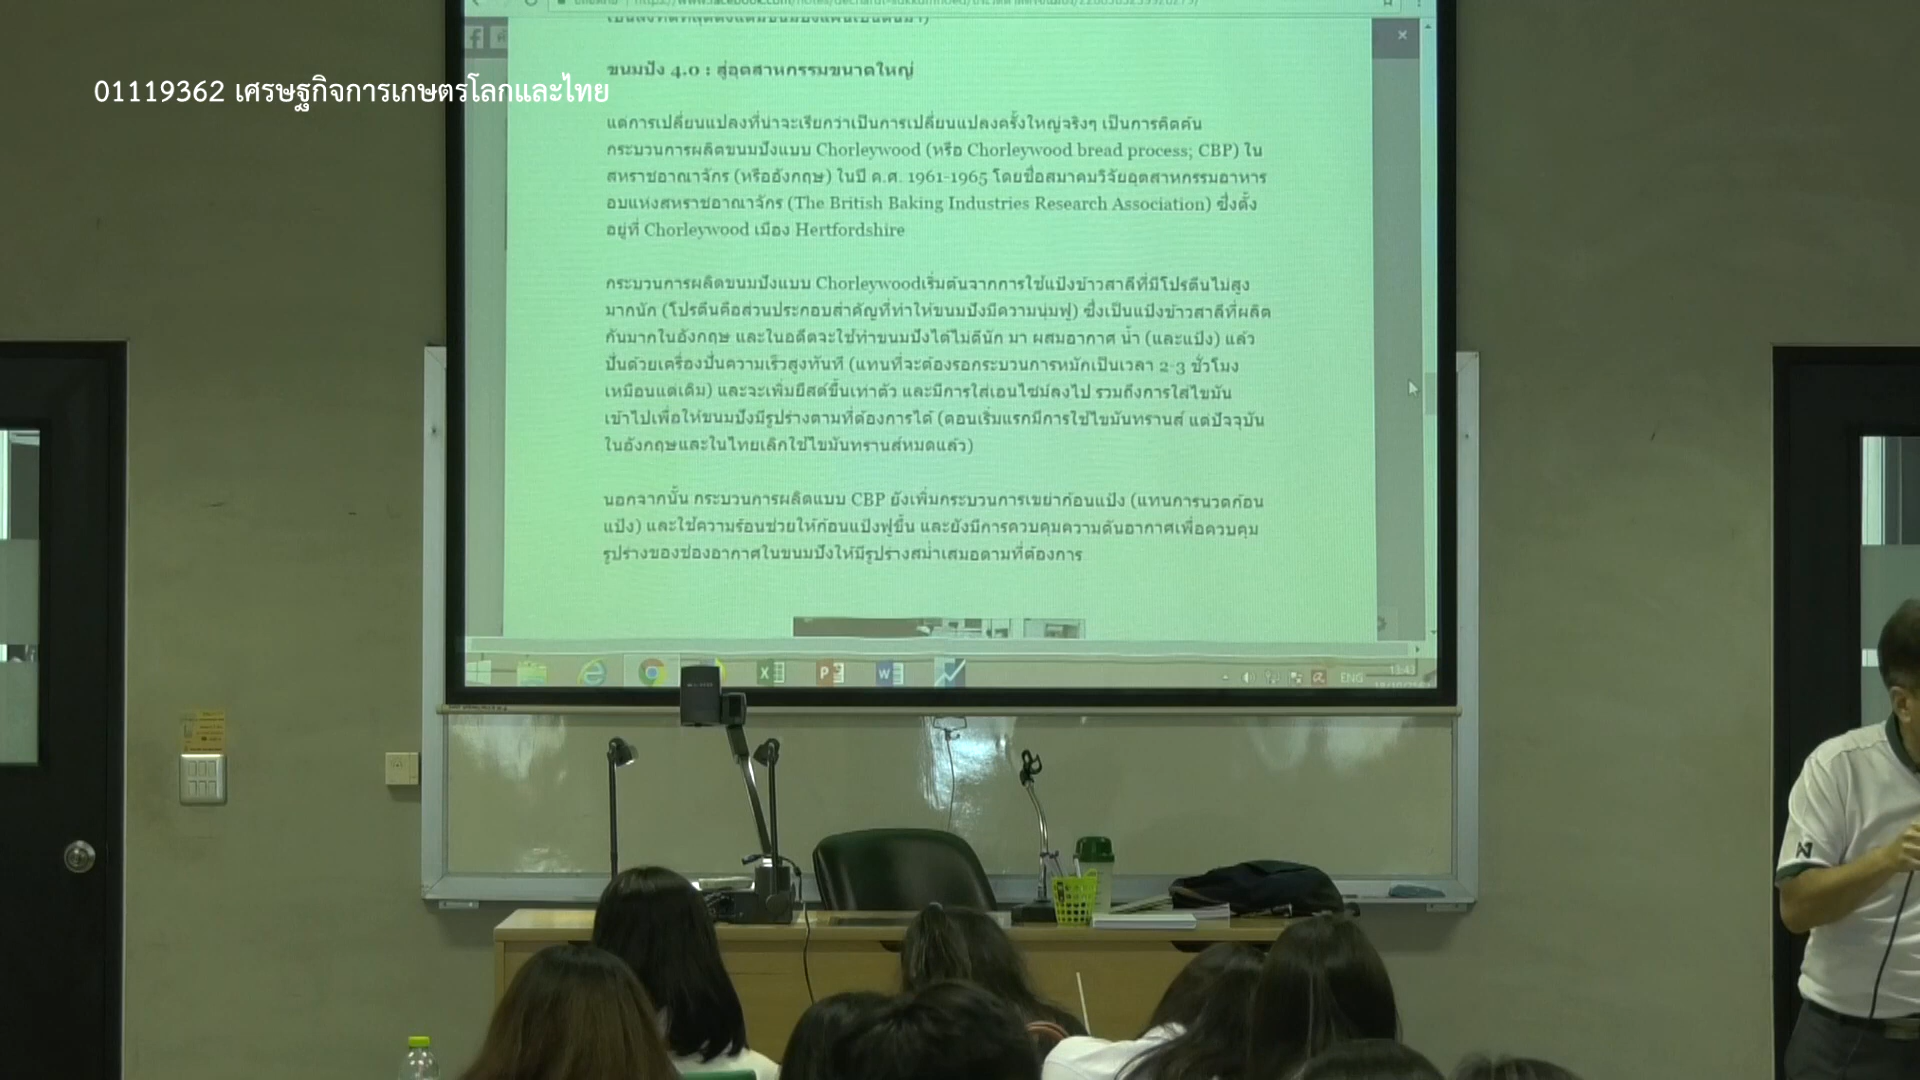 01119362 เศรษฐกิจการเกษตรโลกและไทย
ขนมปัง 4.0 : สู่อุตสาหกรรมขนาดใหญ่
แต่การเปลี่ยนแปลงที่น่าจะเรียกว่าเป็นการเปลี่ยนแปลงครั้งใหญ่จริงๆ เป็นการคิดค้น
กระบวนการผลิตขนมปังแบบ Chorleywood (หรือ Chorleywood bread process; CBP) ใน
สหราชอาณาจักร (หรืออังกฤษ) ในปี ค.ศ. 1961-1965 โดยชื่อสมาคมวิจัยอุตสาหกรรมอาหาร
อบแห่งสหราชอาณาจักร (The British Baking Industries Research Association) ซึ่งตั้ง
อยู่ที่ Chorleywood เมือง Hertfordshire
กระบวนการผลิตขนมปังแบบ Chorleywoodเริ่มต้นจากการใช้แป้งข้าวสาลีที่มีโปรตีนไม่สูง
มากนัก (โปรตีนคือส่วนประกอบสำคัญที่ทำให้ขนมปังมีความนุ่มฟู) ซึ่งเป็นแป้งข้าวสาลีที่ผลิต
กันมากในอังกฤษ และในอดีตจะใช้ทำขนมปังได้ไม่ดีนัก มา ผสมอากาศ น้ำ (และแป้ง) แล้ว
ปั่นด้วยเครื่องปั่นความเร็วสูงทันที (แทนที่จะต้องรอกระบวนการหมักเป็นเวลา 2-3 ชั่วโมง
เหมือนแต่เดิม) และจะเพิ่มยีสต์ขึ้นเท่าตัว และมีการใส่เอนไซม์ลงไป รวมถึงการใส่ไขมัน
เข้าไปเพื่อให้ขนมปังมีรูปร่างตามที่ต้องการได้ (ตอนเริ่มแรกมีการใช้ไขมันทรานส์ แต่ปัจจุบัน
ในอังกฤษและในไทยเลิกใช้ไขมันทรานส์หมดแล้ว)
นอกจากนั้น กระบวนการผลิตแบบ CBP ยังเพิ่มกระบวนการเขย่าก้อนแป้ง (แทนการนวดก้อน
แป้ง) และใช้ความร้อนช่วยให้ก้อนแป้งฟูขึ้น และยังมีการควบคุมความดันอากาศเพื่อควบคุม
รูปร่างของช่องอากาศในขนมปังให้มีรูปร่างสม่ำเสมอตามที่ต้องการ
ENG
13:43